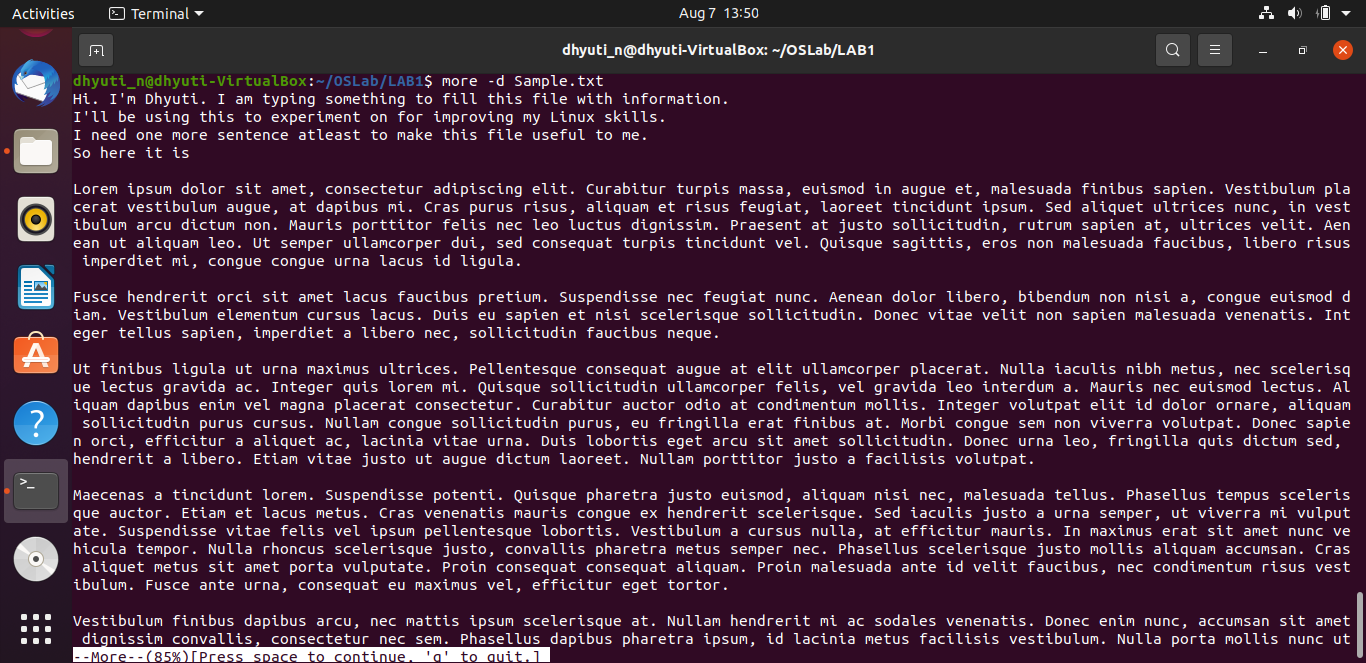 Activities
Terminal
Aug 7 13:50
dhyuti_n@dhyuti-VirtualBox: ~/OSLab/LAB1
dhyuti_n@dhyuti-VirtualBox:~/OSLab/LAB1$ more -d Sample.txt
Hi. I'm Dhyuti. I am typing something to fill this file with information.
I'll be using this to experiment on for improving my Linux skills.
I need one more sentence atleast to make this file useful to me.
So here it is
Lorem ipsum dolor sit amet, consectetur adipiscing elit. Curabitur turpis massa, euismod in augue et, malesuada finibus sapien. Vestibulum pla
cerat vestibulum augue, at dapibus mi. Cras purus risus, aliquam et risus feugiat, laoreet tincidunt ipsum. Sed aliquet ultrices nunc, in vest
ibulum arcu dictum non. Mauris porttitor felis nec leo luctus dignissim. Praesent at justo sollicitudin, rutrum sapien at, ultrices velit. Aen
ean ut aliquam leo. Ut semper ullamcorper dui, sed consequat turpis tincidunt vel. Quisque sagittis, eros non malesuada faucibus, libero risus
imperdiet mi, congue congue urna lacus id ligula.
Fusce hendrerit orci sit amet lacus faucibus pretium. Suspendisse nec feugiat nunc. Aenean dolor libero, bibendum non nisi a, congue euismod d
iam. Vestibulum elementum cursus lacus. Duis eu sapien et nisi scelerisque sollicitudin. Donec vitae velit non sapien malesuada venenatis. Int
eger tellus sapien, imperdiet a libero nec, sollicitudin faucibus neque.
Ut finibus ligula ut urna maximus ultrices. Pellentesque consequat augue at elit ullamcorper placerat. Nulla iaculis nibh metus, nec scelerisq
ue lectus gravida ac. Integer quis lorem mi. Quisque sollicitudin ullamcorper felis, vel gravida leo interdum a. Mauris nec euismod lectus. Al
iquam dapibus enim vel magna placerat consectetur. Curabitur auctor odio at condimentum mollis. Integer volutpat elit id dolor ornare, aliquam
sollicitudin purus cursus. Nullam congue sollicitudin purus, eu fringilla erat finibus at. Morbi congue sem non viverra volutpat. Donec sapie
n orci, efficitur a aliquet ac, lacinia vitae urna. Duis lobortis eget arcu sit amet sollicitudin. Donec urna leo, fringilla quis dictum sed,
hendrerit a libero. Etiam vitae justo ut augue dictum laoreet. Nullam porttitor justo a facilisis volutpat.
Maecenas a tincidunt lorem. Suspendisse potenti. Quisque pharetra justo euismod, aliquam nisi nec, malesuada tellus. Phasellus tempus sceleris
que auctor. Etiam et lacus metus. Cras venenatis mauris congue ex hendrerit scelerisque. Sed iaculis justo a urna semper, ut viverra mi vulput
ate. Suspendisse vitae felis vel ipsum pellentesque lobortis. Vestibulum a cursus nulla, at efficitur mauris. In maximus erat sit amet nunc ve
hicula tempor. Nulla rhoncus scelerisque justo, convallis pharetra metus semper nec. Phasellus scelerisque justo mollis aliquam accumsan. Cras
aliquet metus sit amet porta vulputate. Proin consequat consequat aliquam. Proin malesuada ante id velit faucibus, nec condimentum risus vest
ibulum. Fusce ante urna, consequat eu maximus vel, efficitur eget tortor.
Vestibulum finibus dapibus arcu, nec mattis ipsum scelerisque at. Nullam hendrerit mi ac sodales venenatis. Donec enim nunc, accumsan sit amet
dignissim convallis, consectetur nec sem. Phasellus dapibus pharetra ipsum, id lacinia metus facilisis vestibulum. Nulla porta mollis nunc ut
--More--(85%)[Press space to continue, 'q' to quit.]